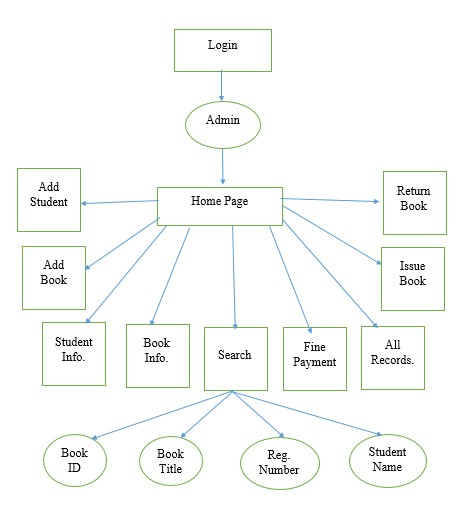 Login
Admin
Home Page
Add
Student
Return
Book
Add
Book
Issue
Book
Student
Info.
Book
Info.
Search
Fine
Payment
All
Records.
Book
ID
Book
Title
Reg.
Number
Student
Name